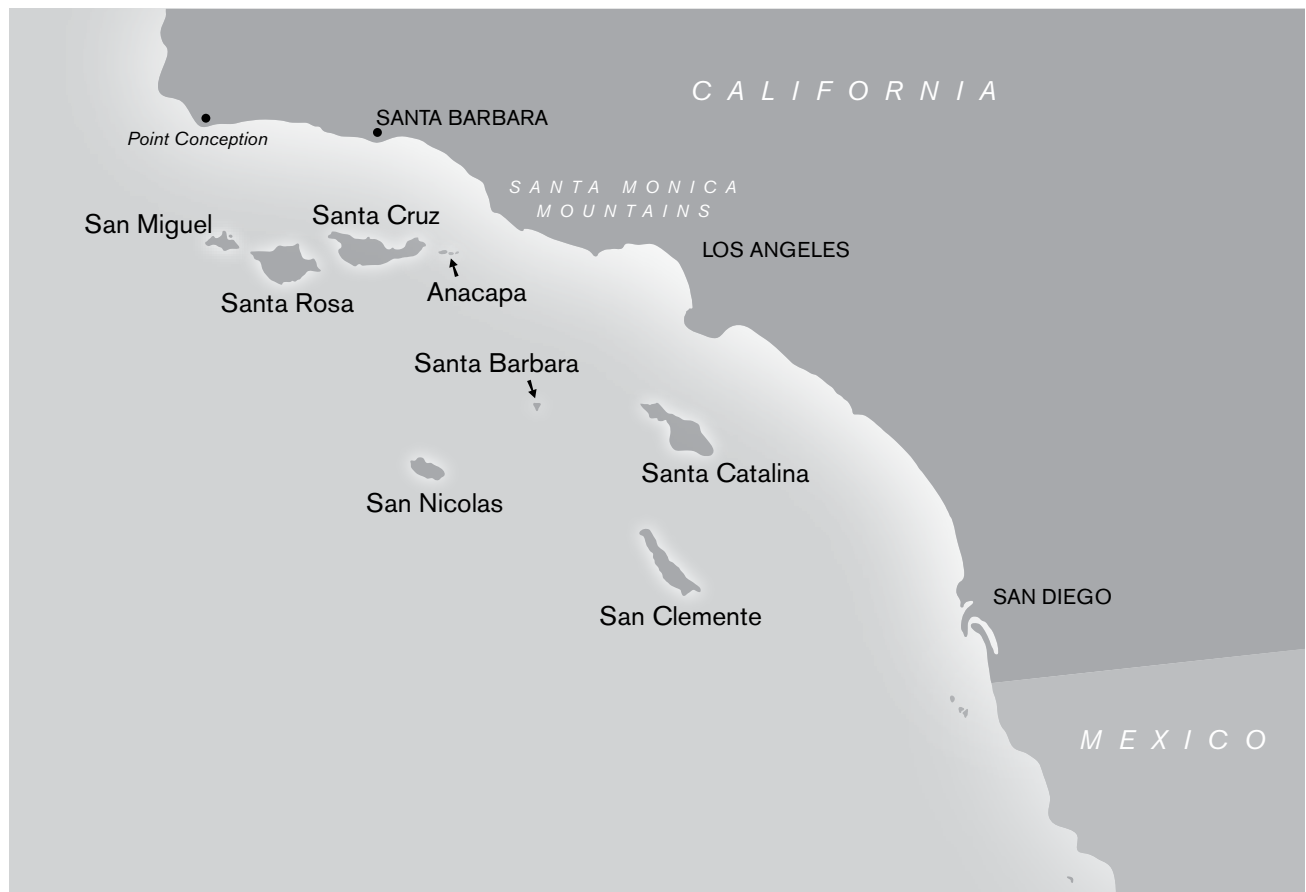 CALIFORNIA
SANTA BARBARA
Point Conception
SANTA MONICA
MOUNTAINS
San Miguel
Santa Cruz
LOS ANGELES
Santa Rosa
Anacapa
Santa Barbara
Santa Catalina
San Nicolas
San Clemente
SAN DIEGO
MEXICO